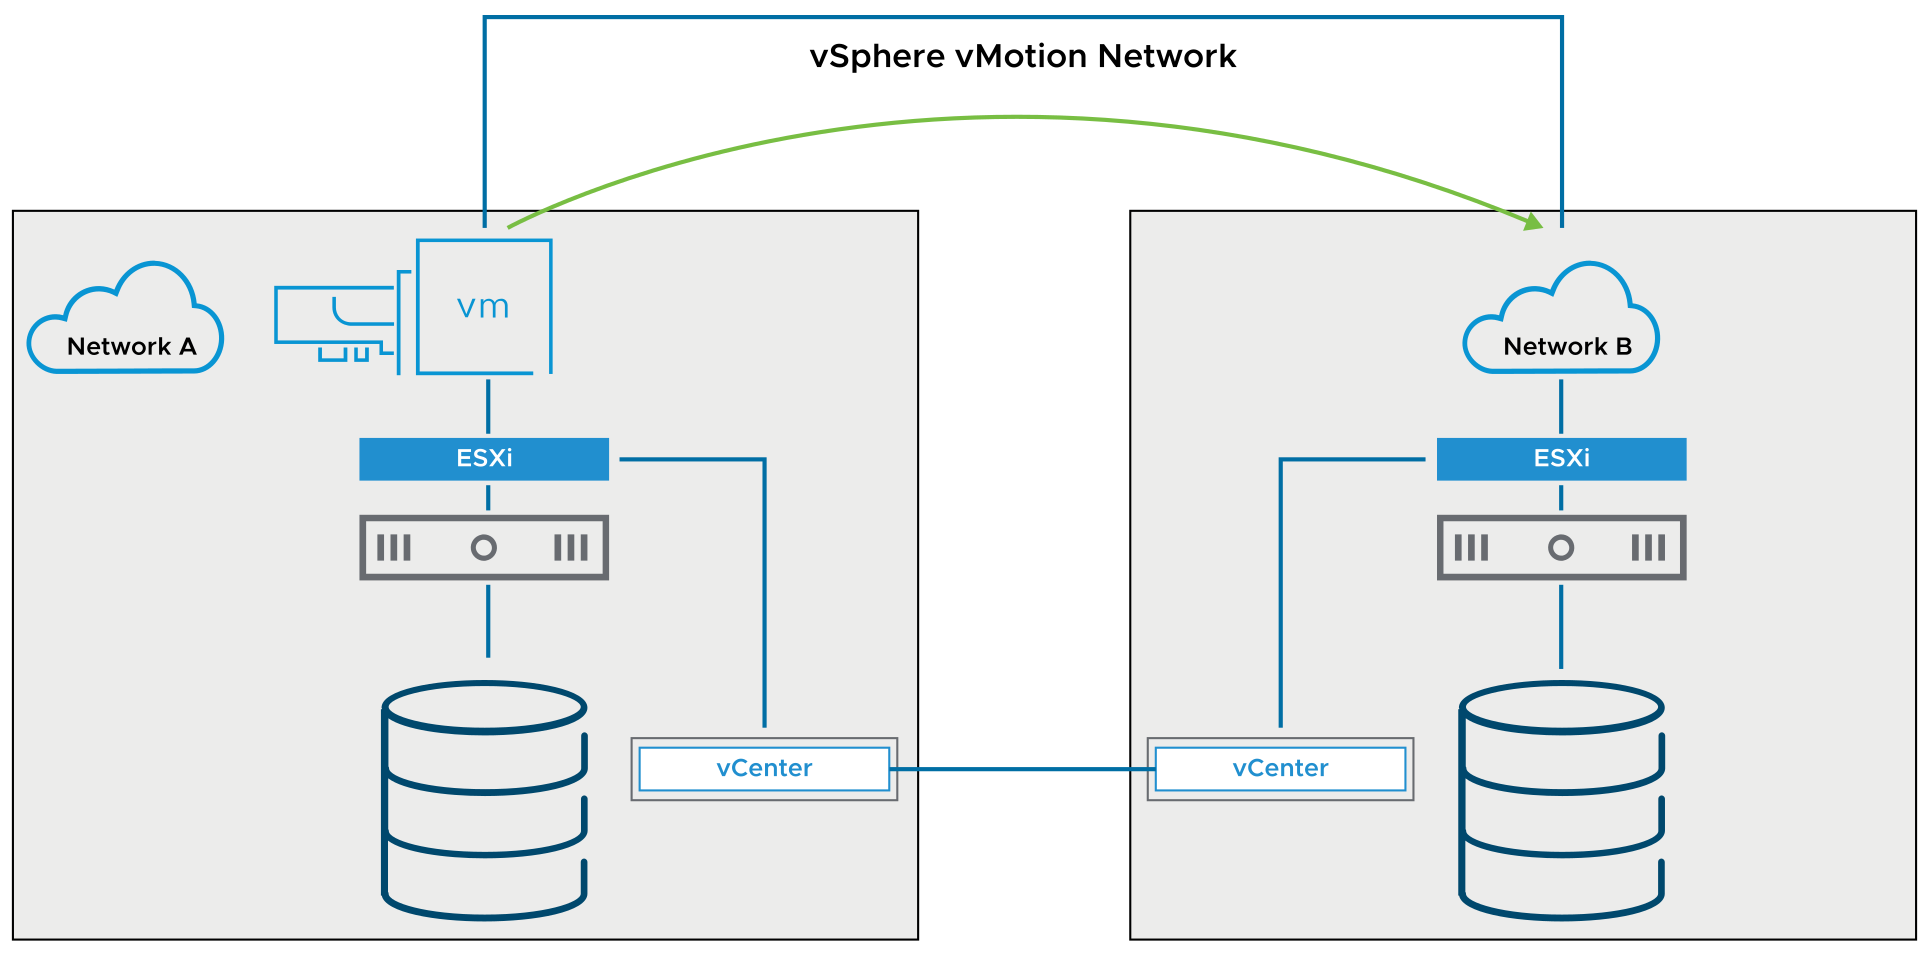 vSphere vMotion Network
Network A
vm
Network B
ESXi
ESXi
vCenter
vCenter